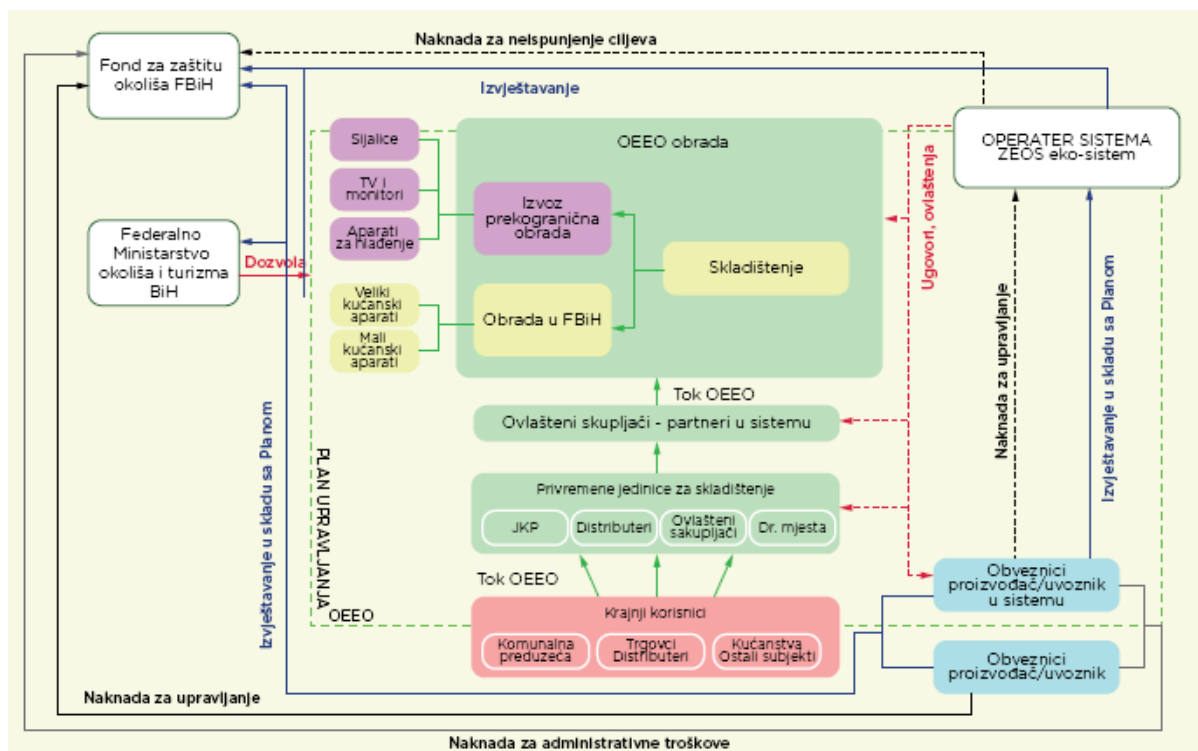 Naknada za neispunjenje ciljeva
Fond za zaštitu
okoliša FBiH
Izvještavanje
OPERATER SISTEMA
ZEOS eko-sistem
Sijalice
TV i
monitori
Aparati
za hlađenje
OEEO obrada
Izvoz
prekogranična
obrada
Skladištenje
Ugovori, ovlaštenja
Federalno
Ministarstvo
okoliša i turizma
BiH
Dozvola
Veliki
kućanski
aparati
Mali
kućanski
aparati
Obrada u FBiH
Tok OEEO
Ovlašteni skupljači - partneri u sistemu
Naknada za upravljanje
Izvještavanje u skladu sa Planom
Izvještavanje u skladu sa Planom
PLAN UPRAVLJANJA
OEEO
Privremene jedinice za skladištenje
JKP
Distributeri
Ovlašteni
sakupljači
Dr. mjesta
Tok OEEO
Krajnji korisnici
Komunalna
preduzeća
Trgovci
Distributeri
Kućanstva
Ostali subjekti
Obveznici
proizvođač/uvoznik
u sistemu
Obveznici
proizvođač/uvoznik
Naknada za upravljanje
Naknada za administrativne troškove